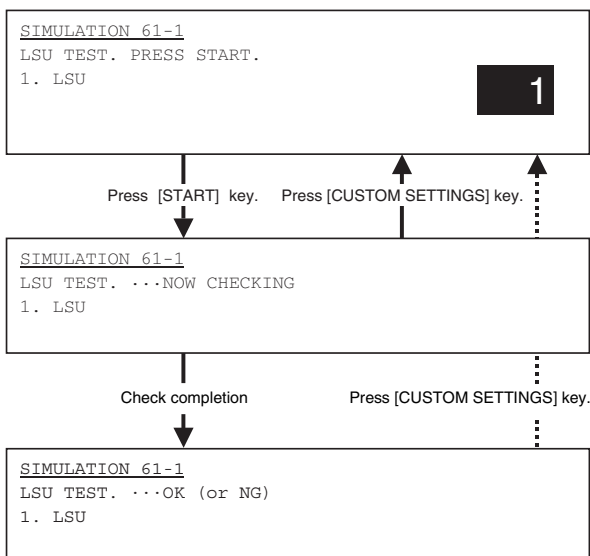 SIMULATION 61-1
LSU TEST. PRESS START.
1. LSU
1
Press [START] key.
Press [CUSTOM SETTINGS] key.
SIMULATION 61-1
LSU TEST. ···NOW CHECKING
1. LSU
Check completion
Press [CUSTOM SETTINGS] key.
SIMULATION 61-1
LSU TEST. ···OK (or NG)
1. LSU